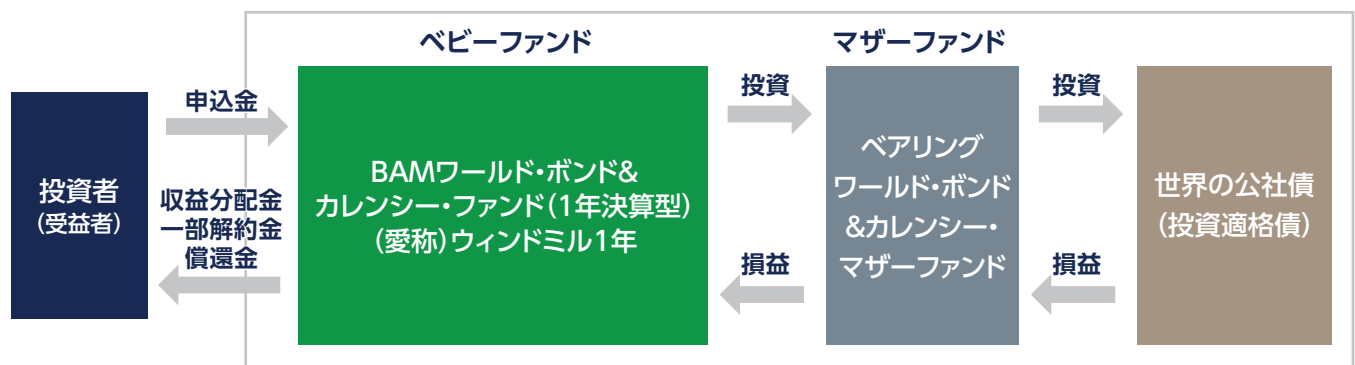 ベビーファンド
マザーファンド
投資者
(受益者)
申込金
収益分配金
一部解約金
償還金
BAMワールド・ボンド&
カレンシー・ファンド(1年決算型)
(愛称)ウィンドミル1年
投資
損益
ベアリング
ワールド・ボンド
&カレンシー・
マザーファンド
投資
損益
世界の公社債
(投資適格債)